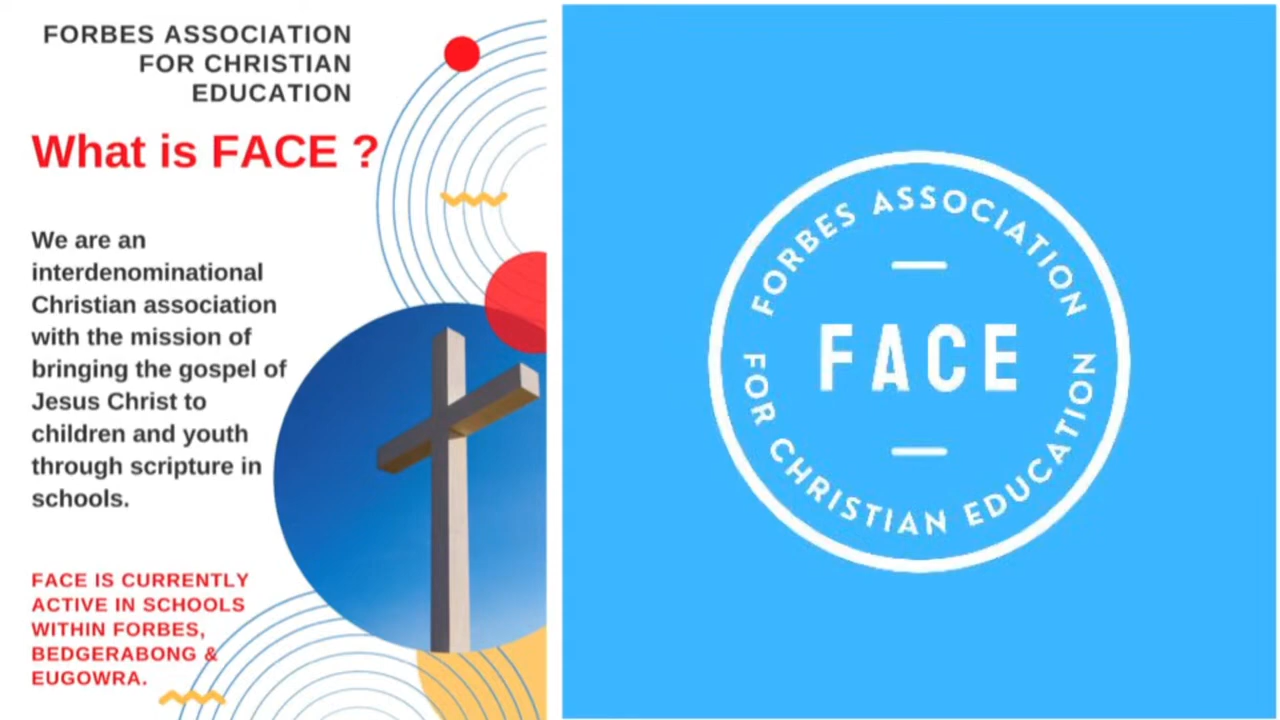 FORBES ASSOCIATION
FOR CHRISTIAN
EDUCATION
What is FACE ?
We are an
interdenominational
Christian association
with the mission of
bringing the gospel of
Jesus Christ to
children and youth
through scripture in
schools.
FACE IS CURRENTLY
ACTIVE IN SCHOOLS
WITHIN FORBES,
BEDGERABONG &
EUGOWRA.
FORBES ASSOCIATION
FACE
FOR CHRISTIAN EDUCATION